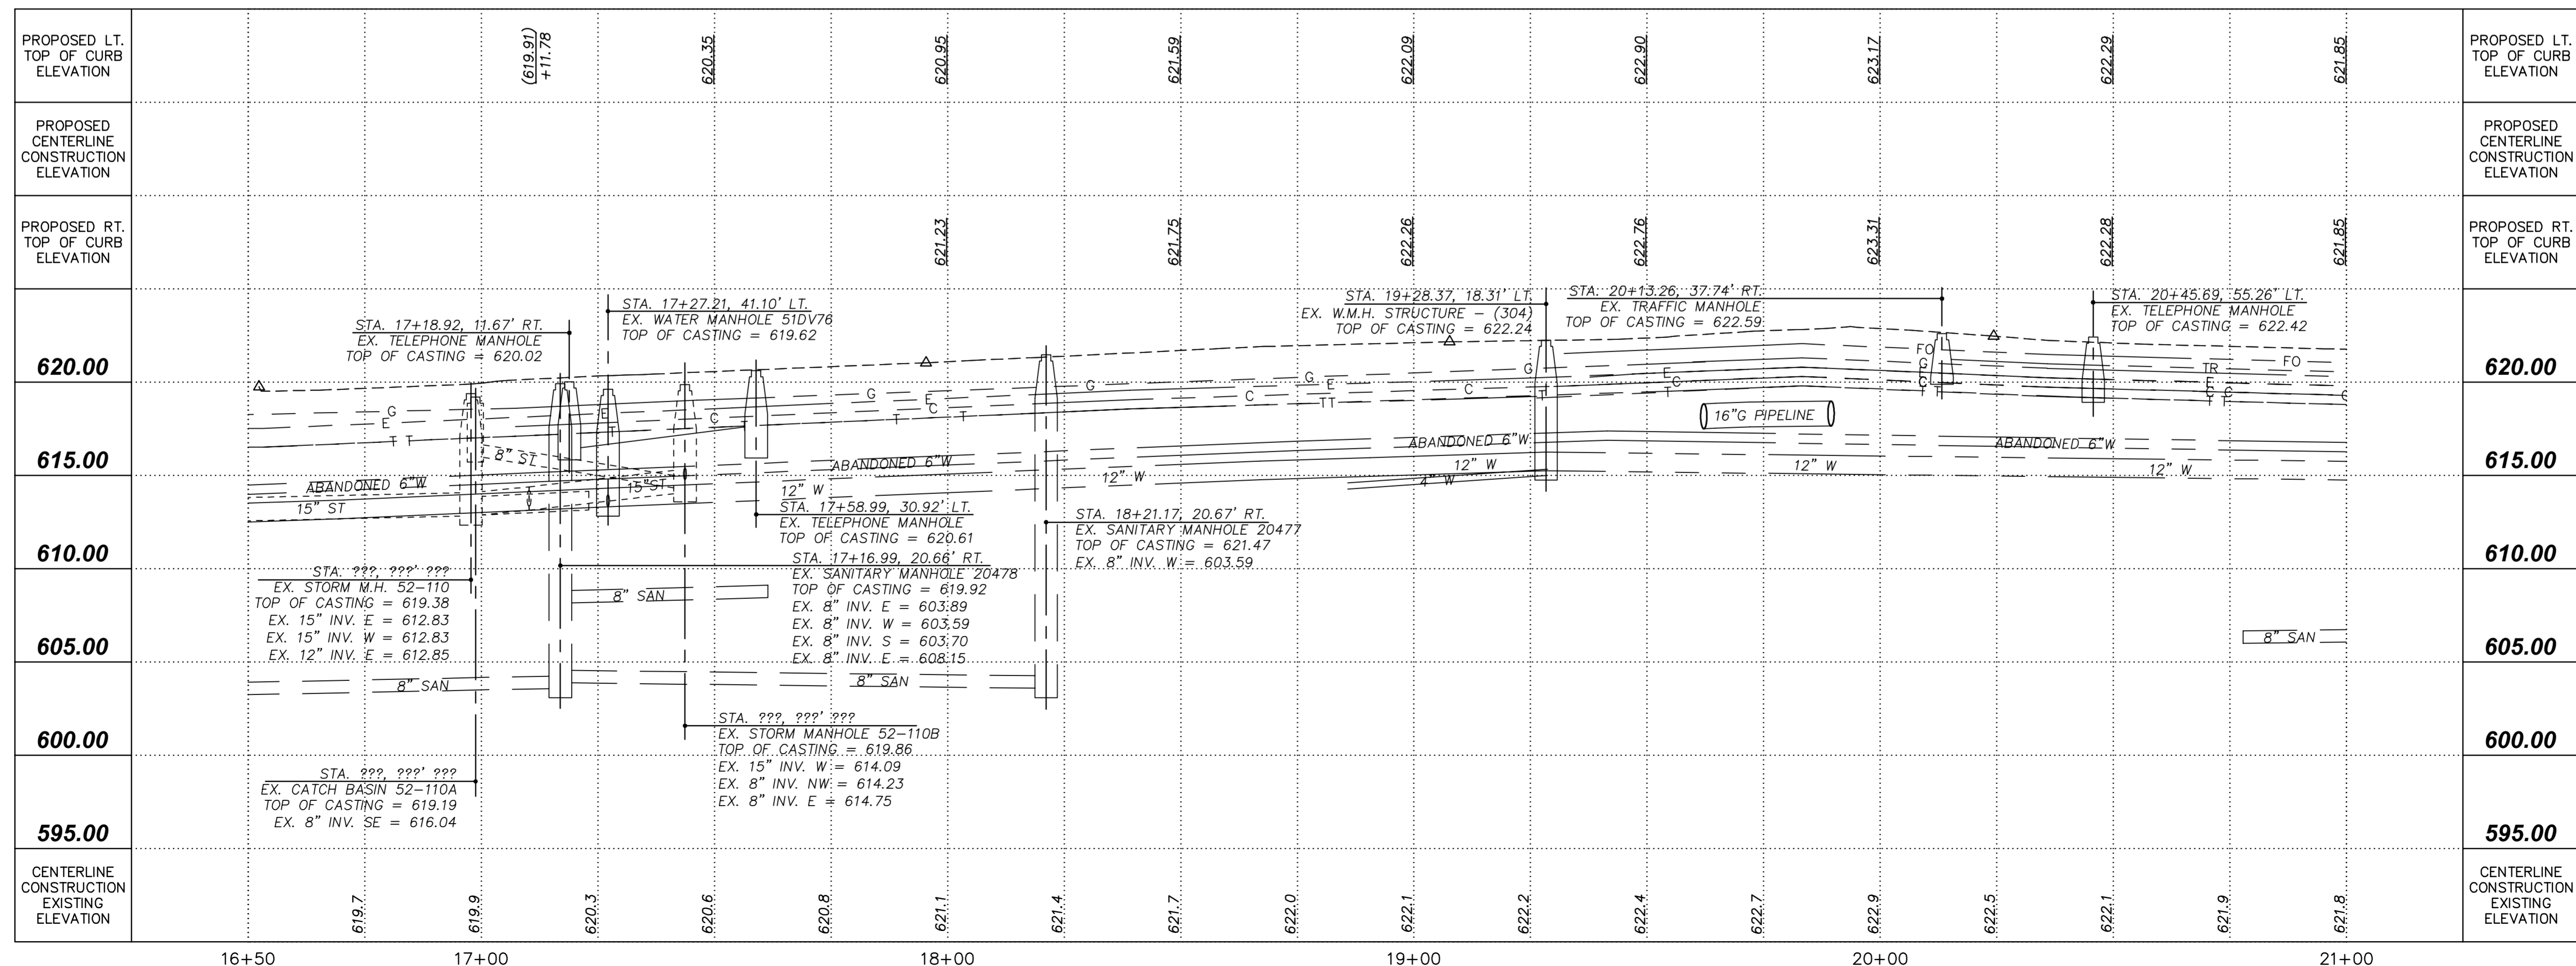 PROPOSED LT.
TOP OF CURB
ELEVATION
(619.91)
+11.78
620.35
620.95
621.59
622.09
622.90
623.17
622.29
621.85
PROPOSED LT.
TOP OF CURB
ELEVATION
PROPOSED
CENTERLINE
CONSTRUCTION
ELEVATION
PROPOSED
CENTERLINE
CONSTRUCTION
ELEVATION
PROPOSED RT.
TOP OF CURB
ELEVATION
621.23
621.75
622.26
622.76
623.31
622.28
621.85
PROPOSED RT.
TOP OF CURB
ELEVATION
STA. 17+18.92, 11.67' RT.
EX. TELEPHONE MANHOLE
TOP OF CASTING = 620.02
STA. 17+27.21, 41.10' LT.
EX. WATER MANHOLE 51DV76
TOP OF CASTING = 619.62
STA. 19+28.37, 18.31' LT.
EX. W.M.H. STRUCTURE – (304)
TOP OF CASTING = 622.24
STA. 20+13.26, 37.74' RT.
EX. TRAFFIC MANHOLE
TOP OF CASTING = 622.59
STA. 20+45.69, 55.26' LT.
EX. TELEPHONE MANHOLE
TOP OF CASTING = 622.42
620.00
620.00
G E T T
E T C T
G E C T
G
G E C TT
G T
E C T
FO G E C T T
TR E C G T T
FO
C
16"G PIPELINE
8" ST
ABANDONED 6"W
ABANDONED 6"W
ABANDONED 6"W
ABANDONED 6"W
615.00
615.00
15" ST
15"ST
12" W
12" W
12" W
4" W
12" W
12" W
STA. 17+58.99, 30.92' LT.
EX. TELEPHONE MANHOLE
TOP OF CASTING = 620.61
STA. 18+21.17, 20.67' RT.
EX. SANITARY MANHOLE 20477
TOP OF CASTING = 621.47
EX. 8" INV. W = 603.59
610.00
610.00
STA. 17+16.99, 20.66' RT.
EX. SANITARY MANHOLE 20478
TOP OF CASTING = 619.92
EX. 8" INV. E = 603.89
EX. 8" INV. W = 603.59
EX. 8" INV. S = 603.70
EX. 8" INV. E = 608.15
STA. ???, ???' ???
EX. STORM M.H. 52–110
TOP OF CASTING = 619.38
EX. 15" INV. E = 612.83
EX. 15" INV. W = 612.83
EX. 12" INV. E = 612.85
8" SAN
8" SAN
605.00
605.00
8" SAN
8" SAN
STA. ???, ???' ???
EX. STORM MANHOLE 52–110B
TOP OF CASTING = 619.86
EX. 15" INV. W = 614.09
EX. 8" INV. NW = 614.23
EX. 8" INV. E = 614.75
600.00
600.00
STA. ???, ???' ???
EX. CATCH BASIN 52–110A
TOP OF CASTING = 619.19
EX. 8" INV. SE = 616.04
595.00
595.00
CENTERLINE
CONSTRUCTION
EXISTING
ELEVATION
619.7
619.9
620.3
620.6
620.8
621.1
621.4
621.7
622.0
622.1
622.2
622.4
622.7
622.9
622.5
622.1
621.9
621.8
CENTERLINE
CONSTRUCTION
EXISTING
ELEVATION
16+50
17+00
18+00
19+00
20+00
21+00